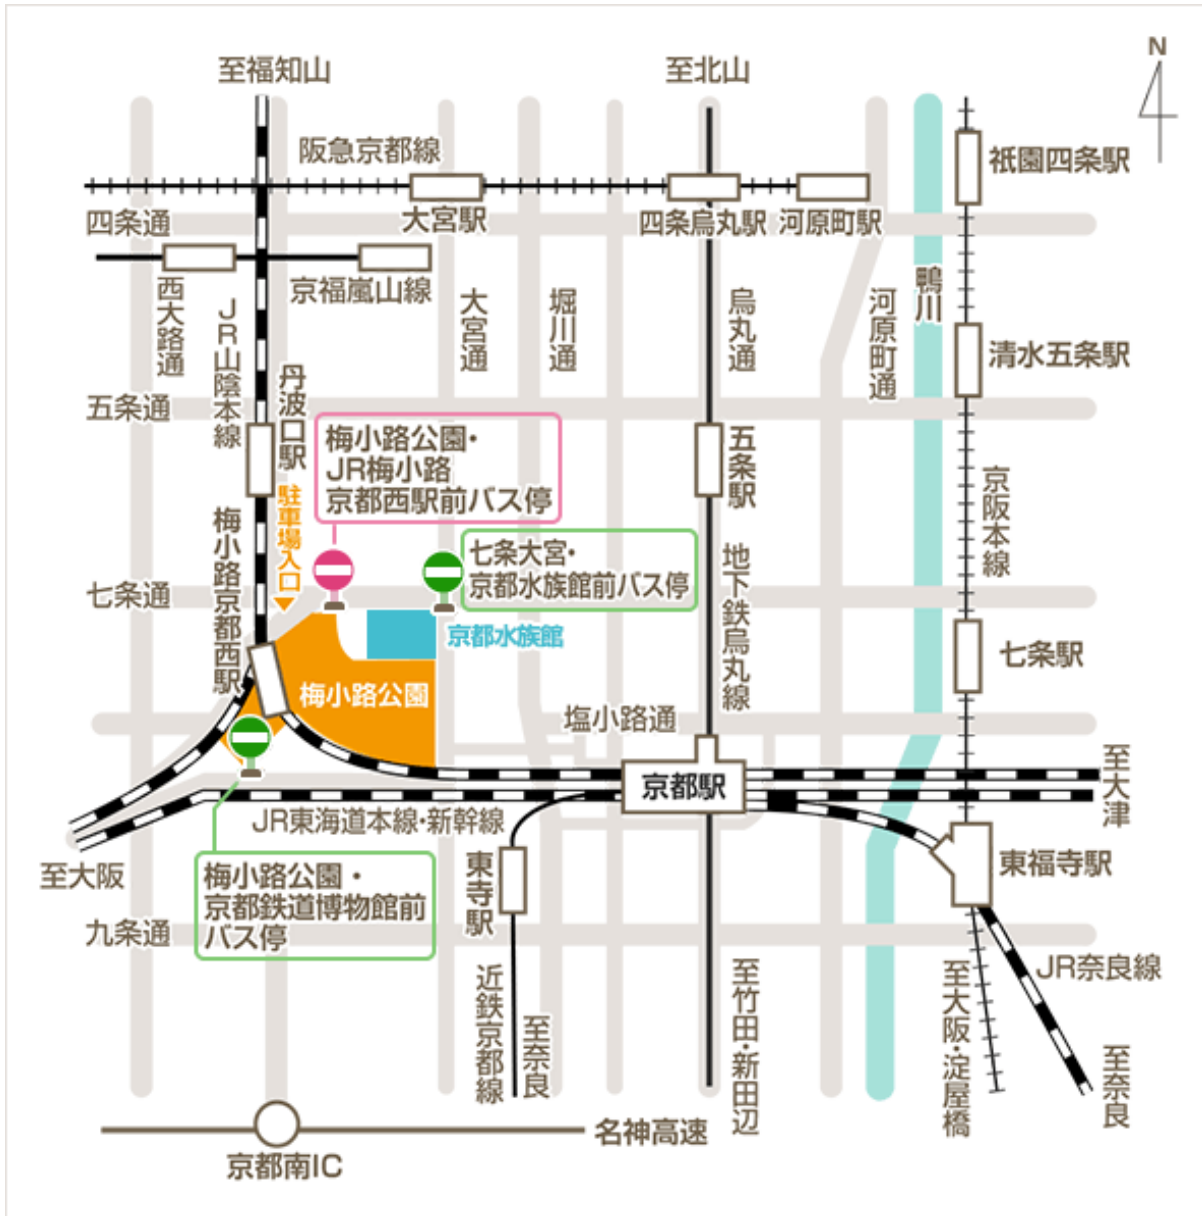 N
至福知山
至北山
阪急京都線
祇園四条駅
四条通
大宮駅
四条烏丸駅
河原町駅
西大路通
京福嵐山線
JR山陰本線
大宮通
堀川通
烏丸通
河原町通
鴨川
清水五条駅
丹波口駅
五条通
梅小路公園・
JR梅小路
京都西駅前バス停
五条駅
京阪本線
駐車場入口
梅小路京都西駅
七条大宮・
京都水族館前バス停
地下鉄烏丸線
七条通
京都水族館
七条駅
梅小路公園
塩小路通
京都駅
至大津
JR東海道本線・新幹線
至大阪
梅小路公園・
京都鉄道博物館前
バス停
東寺駅
東福寺駅
九条通
近鉄京都線
至奈良
至竹田・新田辺
至大阪・淀屋橋
JR奈良線
至奈良
名神高速
京都南IC